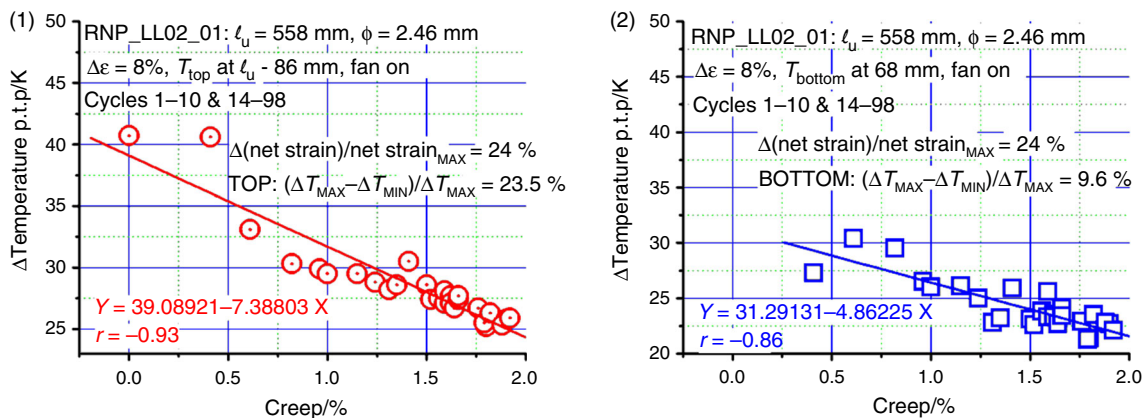 (1)
RNP_LL02_01: ℓu = 558 mm, ϕ = 2.46 mm
Δε = 8%, Ttop at ℓu - 86 mm, fan on
Cycles 1–10 & 14–98
Δ(net strain)/net strainMAX = 24 %
TOP: (ΔTMAX–ΔTMIN)/ΔTMAX = 23.5 %
Y = 39.08921–7.38803 X
r = –0.93
ΔTemperature p.t.p/K
45
40
35
30
25
0.0
0.5
1.0
1.5
2.0
Creep/%
(2)
RNP_LL02_01: ℓu = 558 mm, ϕ = 2.46 mm
Δε = 8%, Tbottom at 68 mm, fan on
Cycles 1–10 & 14–98
Δ(net strain)/net strainMAX = 24 %
BOTTOM: (ΔTMAX–ΔTMIN)/ΔTMAX = 9.6 %
Y = 31.29131–4.86225 X
r = –0.86
ΔTemperature p.t.p/K
45
40
35
30
25
20
0.0
0.5
1.0
1.5
2.0
Creep/%